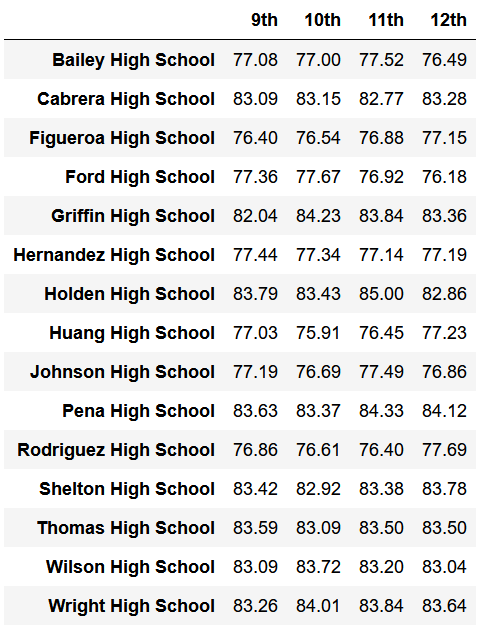 9th 10th 11th 12th
Bailey High School 77.08 77.00 77.52 76.49
Cabrera High School 83.09 83.15 82.77 83.28
Figueroa High School 76.40 76.54 76.88 77.15
Ford High School 77.36 77.67 76.92 76.18
Griffin High School 82.04 84.23 83.84 83.36
Hernandez High School 77.44 77.34 77.14 77.19
Holden High School 83.79 83.43 85.00 82.86
Huang High School 77.03 75.91 76.45 77.23
Johnson High School 77.19 76.69 77.49 76.86
Pena High School 83.63 83.37 84.33 84.12
Rodriguez High School 76.86 76.61 76.40 77.69
Shelton High School 83.42 82.92 83.38 83.78
Thomas High School 83.59 83.09 83.50 83.50
Wilson High School 83.09 83.72 83.20 83.04
Wright High School 83.26 84.01 83.84 83.64